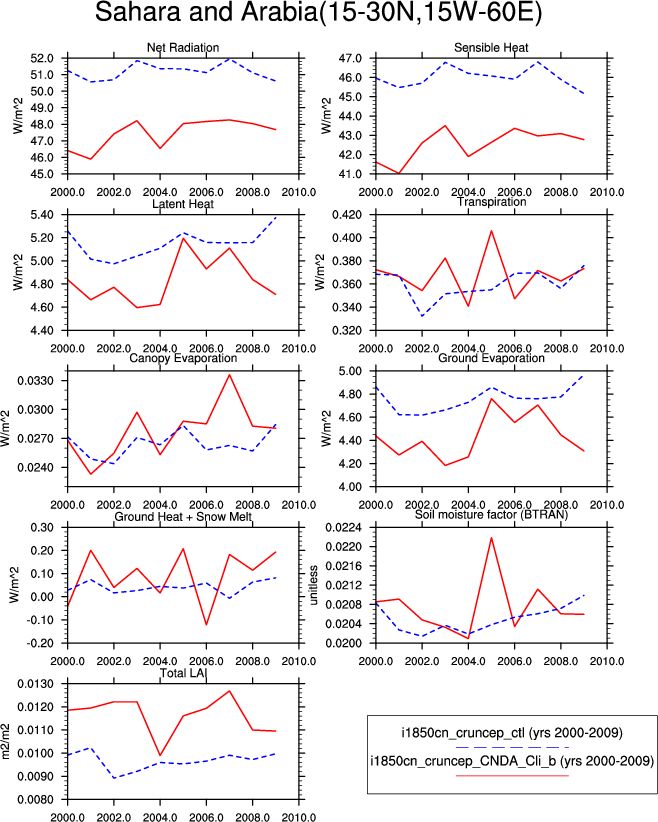 Sahara and Arabia(15-30N,15W-60E)
Net Radiation
Sensible Heat
W/m^2
52.0
51.0
50.0
49.0
48.0
47.0
46.0
45.0
2000.0 2002.0 2004.0 2006.0 2008.0 2010.0
W/m^2
47.0
46.0
45.0
44.0
43.0
42.0
41.0
2000.0 2002.0 2004.0 2006.0 2008.0 2010.0
Latent Heat
Transpiration
W/m^2
5.40
5.20
5.00
4.80
4.60
4.40
2000.0 2002.0 2004.0 2006.0 2008.0 2010.0
W/m^2
0.420
0.400
0.380
0.360
0.340
0.320
2000.0 2002.0 2004.0 2006.0 2008.0 2010.0
Canopy Evaporation
Ground Evaporation
W/m^2
0.0330
0.0300
0.0270
0.0240
2000.0 2002.0 2004.0 2006.0 2008.0 2010.0
W/m^2
5.00
4.80
4.60
4.40
4.20
4.00
2000.0 2002.0 2004.0 2006.0 2008.0 2010.0
Ground Heat + Snow Melt
Soil moisture factor (BTRAN)
W/m^2
0.30
0.20
0.10
0.00
-0.10
-0.20
2000.0 2002.0 2004.0 2006.0 2008.0 2010.0
unitless
0.0224
0.0216
0.0208
0.0200
2000.0 2002.0 2004.0 2006.0 2008.0 2010.0
Total LAI
m2/m2
0.0130
0.0120
0.0110
0.0100
0.0090
0.0080
2000.0 2002.0 2004.0 2006.0 2008.0 2010.0
i1850cn_cruncep_ctl (yrs 2000-2009)
i1850cn_cruncep_CNDA_Cli_b (yrs 2000-2009)